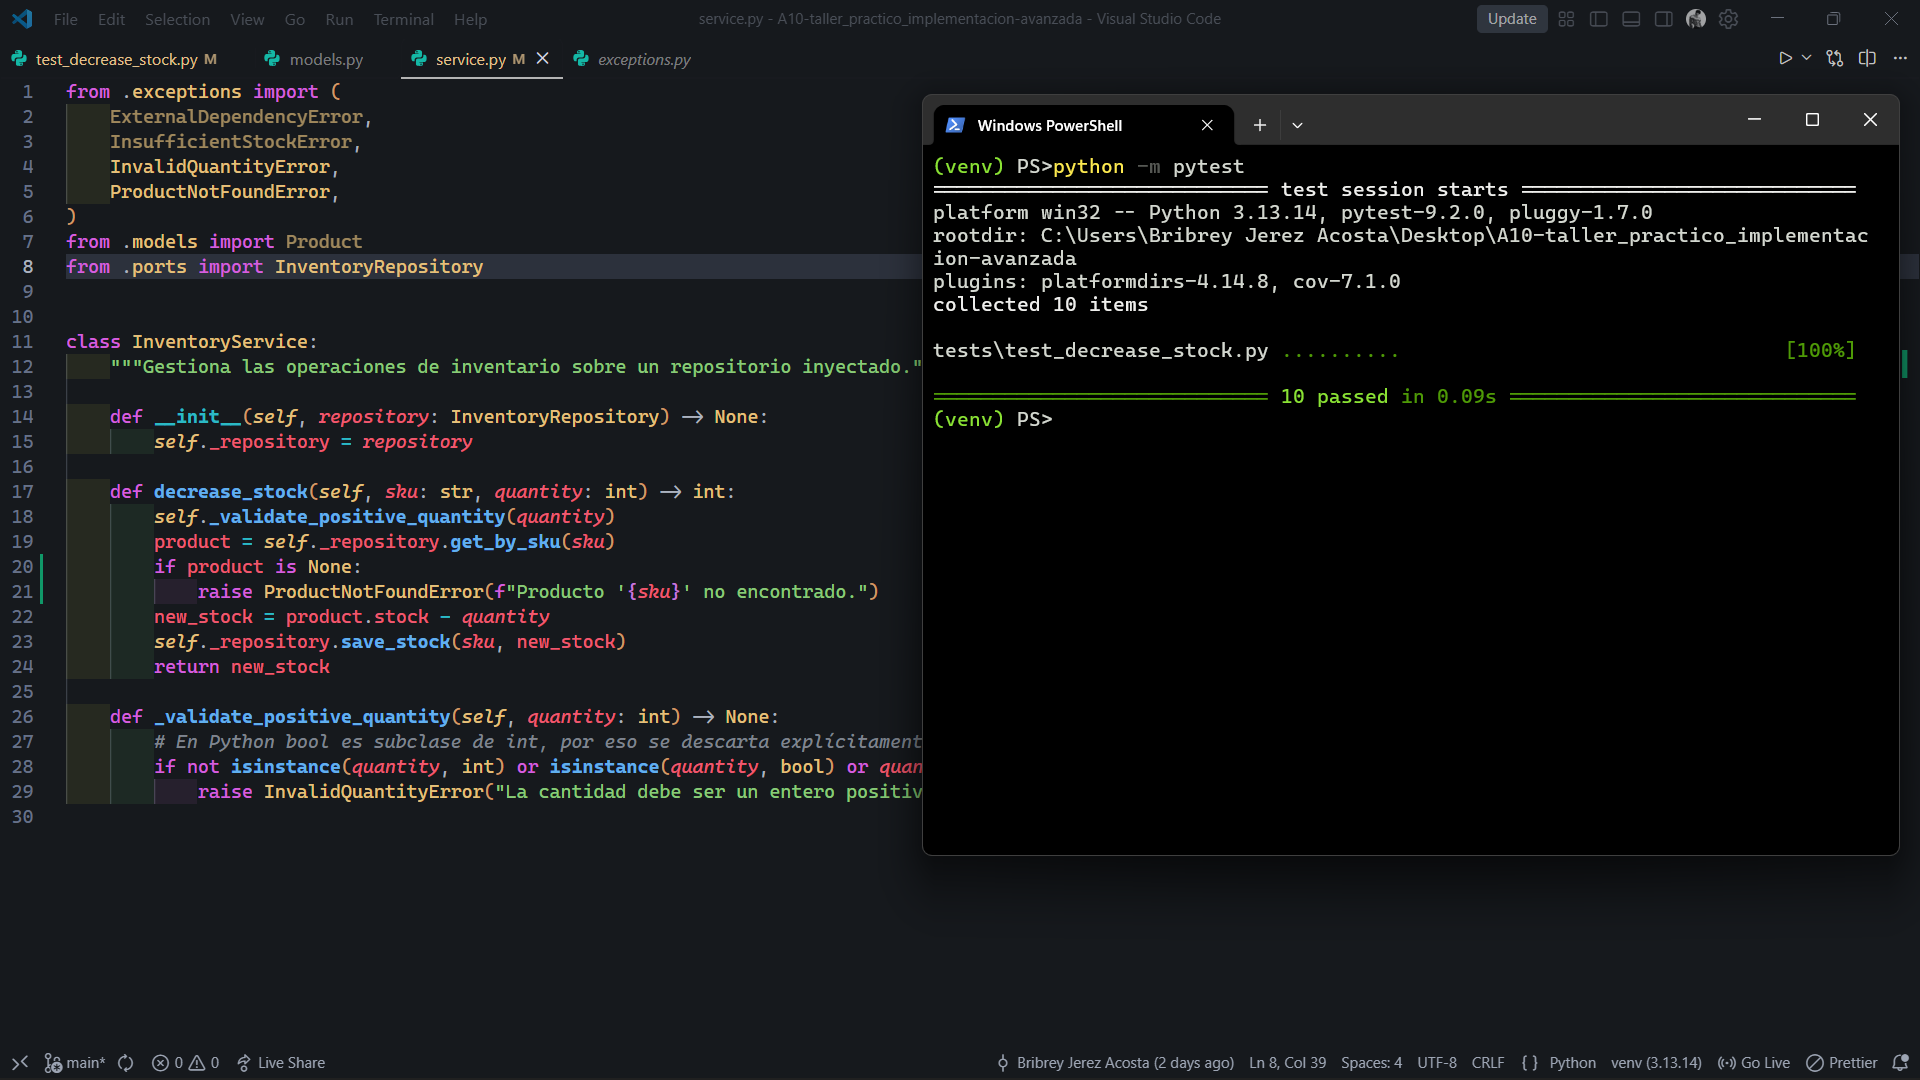 File Edit Selection View Go Run Terminal Help
service.py - A10-taller_practico_implementacion-avanzada - Visual Studio Code
Update
test_decrease_stock.py M models.py service.py M exceptions.py
1 from .exceptions import (
2 ExternalDependencyError,
3 InsufficientStockError,
4 InvalidQuantityError,
5 ProductNotFoundError,
6 )
7 from .models import Product
8 from .ports import InventoryRepository
9
10
11 class InventoryService:
12 """Gestiona las operaciones de inventario sobre un repositorio inyectado."
13
14 def __init__(self, repository: InventoryRepository) -> None:
15 self._repository = repository
16
17 def decrease_stock(self, sku: str, quantity: int) -> int:
18 self._validate_positive_quantity(quantity)
19 product = self._repository.get_by_sku(sku)
20 if product is None:
21 raise ProductNotFoundError(f"Producto '{sku}' no encontrado.")
22 new_stock = product.stock - quantity
23 self._repository.save_stock(sku, new_stock)
24 return new_stock
25
26 def _validate_positive_quantity(self, quantity: int) -> None:
27 # En Python bool es subclase de int, por eso se descarta explícitament
28 if not isinstance(quantity, int) or isinstance(quantity, bool) or quan
29 raise InvalidQuantityError("La cantidad debe ser un entero positiv
30
Windows PowerShell
(venv) PS>python -m pytest
============================ test session starts ============================
platform win32 -- Python 3.13.14, pytest-9.2.0, pluggy-1.7.0
rootdir: C:\Users\Bribrey Jerez Acosta\Desktop\A10-taller_practico_implementac
ion-avanzada
plugins: platformdirs-4.14.8, cov-7.1.0
collected 10 items
tests\test_decrease_stock.py .......... [100%]
============================ 10 passed in 0.09s =============================
(venv) PS>
main* 0 0 Live Share Bribrey Jerez Acosta (2 days ago) Ln 8, Col 39 Spaces: 4 UTF-8 CRLF { } Python venv (3.13.14) Go Live Prettier